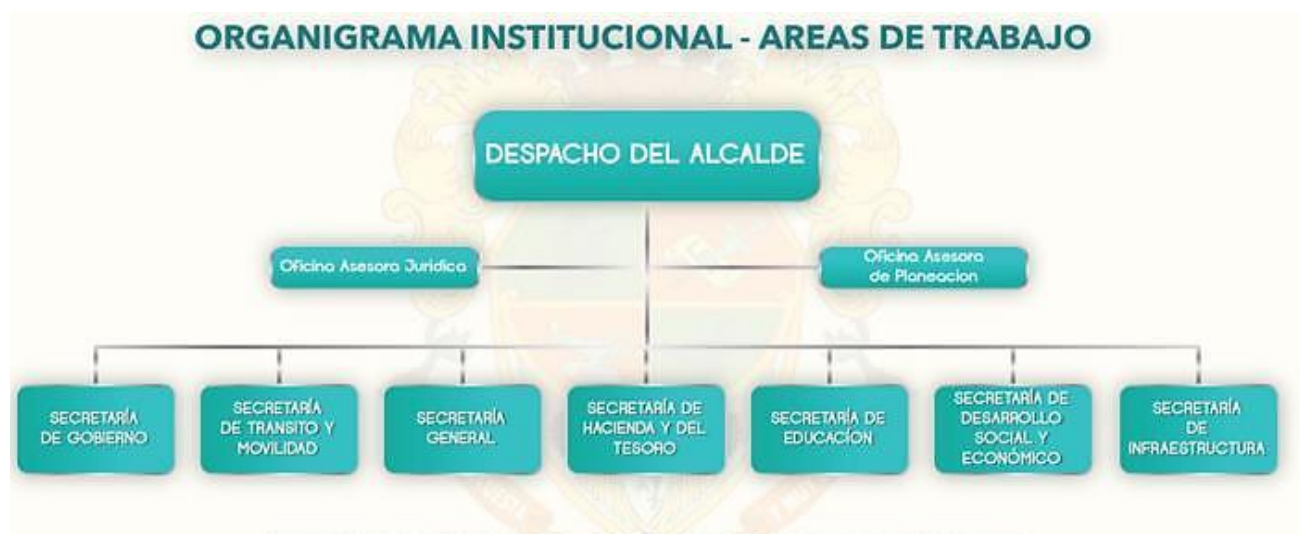 ORGANIGRAMA INSTITUCIONAL - AREAS DE TRABAJO
DESPACHO DEL ALCALDE
Oficina Asesora Juridica
Oficina Asesora
de Planeacion
SECRETARÍA
DE GOBIERNO
SECRETARÍA
DE TRANSITO Y
MOVILIDAD
SECRETARÍA
GENERAL
SECRETARÍA DE
HACIENDA Y DEL
TESORO
SECRETARÍA DE
EDUCACÍON
SECRETARÍA DE
DESARROLLO
SOCIAL Y
ECONÓMICO
SECRETARÍA
DE
INFRAESTRUCTURA